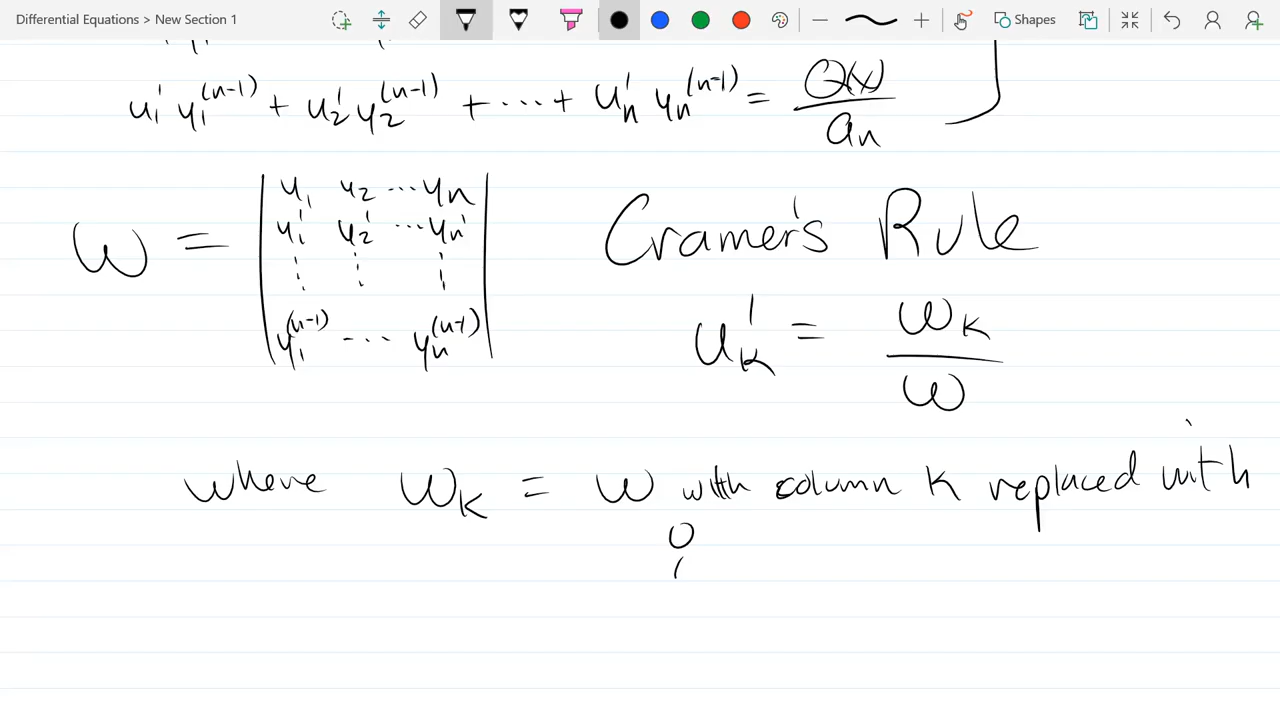 Differential Equations > New Section 1
Shapes
u₁' y₁^(n-1) + u₂' y₂^(n-1) + ··· + uₙ' yₙ^(n-1) = Q(x)/aₙ
W = | y₁ y₂ ··· yₙ |
| y₁' y₂' ··· yₙ' |
| ⋮ ⋮ ⋮ |
| y₁^(n-1) ··· yₙ^(n-1) |
Cramer's Rule
u'ₖ = Wₖ/W
where Wₖ = W with column K replaced with
0